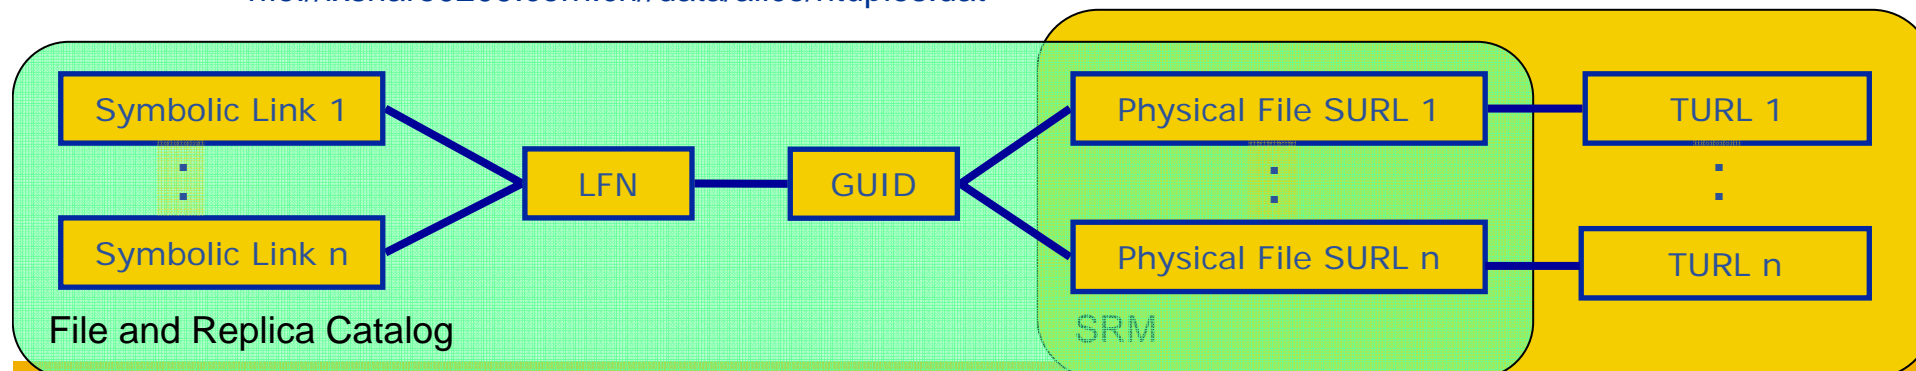 Symbolic Link 1
Physical File SURL 1
TURL 1
LFN
GUID
Symbolic Link n
Physical File SURL n
TURL n
File and Replica Catalog
SRM